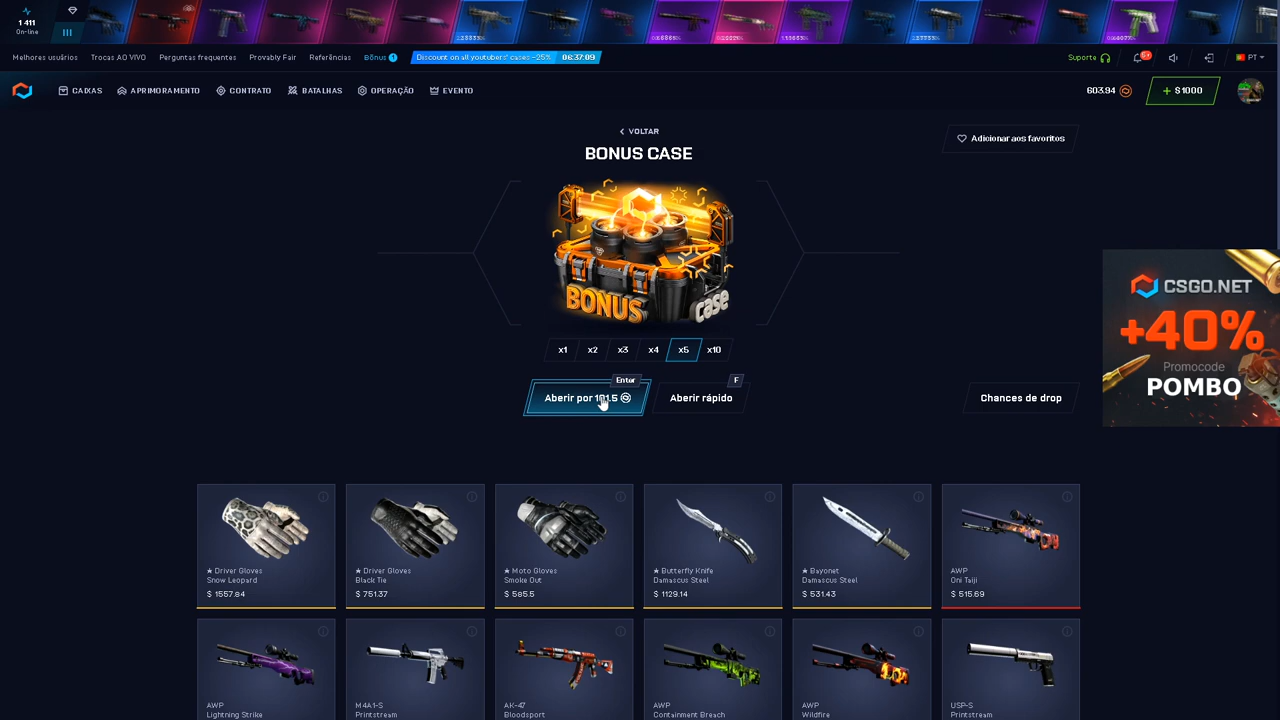 1 411
On-line
Melhores usuários
Trocas AO VIVO
Perguntas frequentes
Provably Fair
Referências
Bônus
Discount on all youtubers' cases -25%
06:37:09
Suporte
PT
CAIXAS
APRIMORAMENTO
CONTRATO
BATALHAS
OPERAÇÃO
EVENTO
603.94
+ $1000
VOLTAR
Adicionar aos favoritos
BONUS CASE
BONUS case
x1 x2 x3 x4 x5 x10
Enter
F
Aberir por 101.5
Aberir rápido
Chances de drop
CSGO.NET
+40%
Promocode
POMBO
★ Driver Gloves
Snow Leopard
$ 1557.84
★ Driver Gloves
Black Tie
$ 751.37
★ Moto Gloves
Smoke Out
$ 585.5
★ Butterfly Knife
Damascus Steel
$ 1129.14
★ Bayonet
Damascus Steel
$ 531.43
AWP
Oni Taiji
$ 515.69
AWP
Lightning Strike
M4A1-S
Printstream
AK-47
Bloodsport
AWP
Containment Breach
AWP
Wildfire
USP-S
Printstream